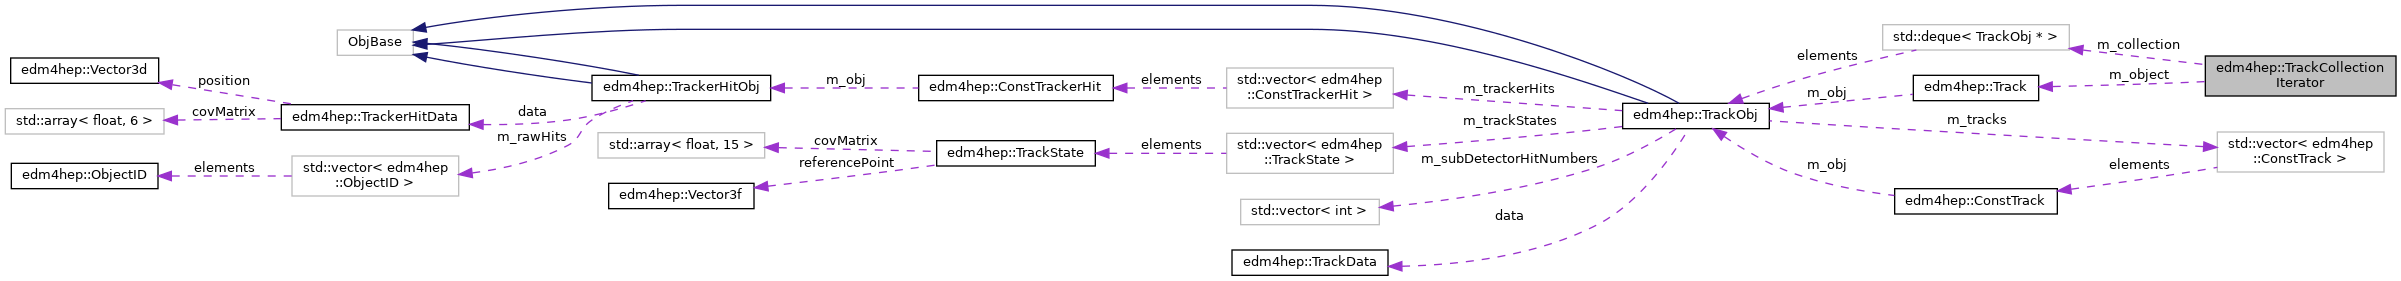 ObjBase
edm4hep::Vector3d
position
std::array< float, 6 >
covMatrix
edm4hep::TrackerHitData
edm4hep::ObjectID
elements
std::vector< edm4hep
::ObjectID >
data
m_rawHits
edm4hep::TrackerHitObj
m_obj
edm4hep::ConstTrackerHit
elements
std::vector< edm4hep
::ConstTrackerHit >
m_trackerHits
std::array< float, 15 >
covMatrix
referencePoint
edm4hep::TrackState
edm4hep::Vector3f
elements
std::vector< edm4hep
::TrackState >
m_trackStates
m_subDetectorHitNumbers
std::vector< int >
data
edm4hep::TrackData
edm4hep::TrackObj
elements
std::deque< TrackObj * >
m_collection
edm4hep::TrackCollection
Iterator
m_object
edm4hep::Track
m_obj
m_tracks
std::vector< edm4hep
::ConstTrack >
elements
m_obj
edm4hep::ConstTrack